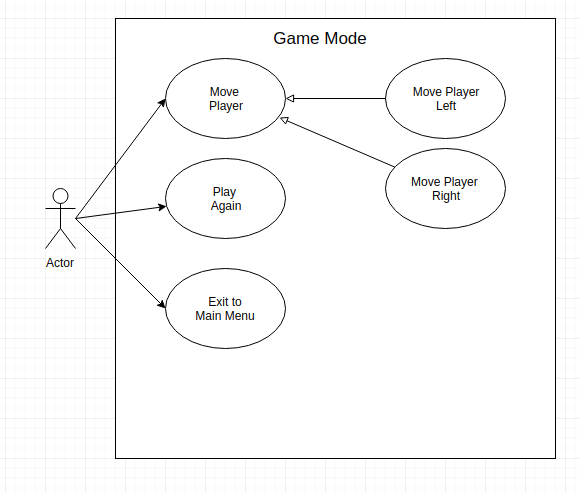 Game Mode
Move
Player
Move Player
Left
Play
Again
Move Player
Right
Actor
Exit to
Main Menu